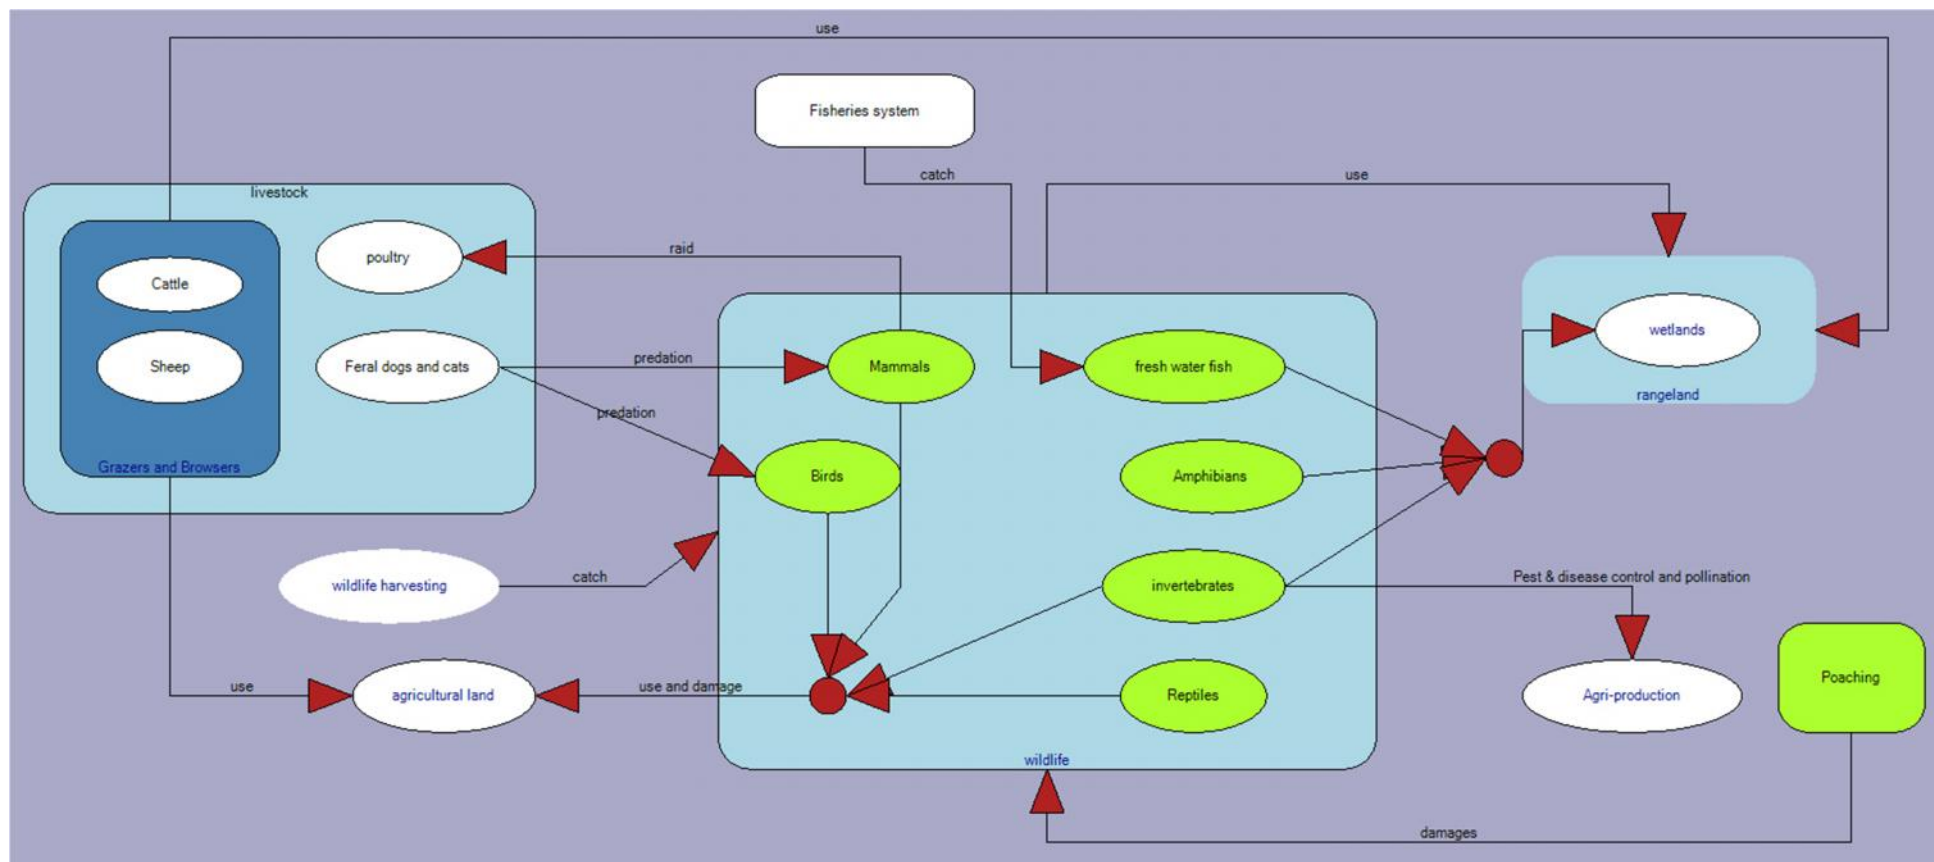 use
Fisheries system
catch
use
livestock
raid
poultry
Cattle
wetlands
predation
Mammals
fresh water fish
Sheep
Feral dogs and cats
rangeland
predation
Grazers and Browsers
Birds
Amphibians
wildlife harvesting
catch
invertebrates
Pest & disease control and pollination
use
agricultural land
use and damage
Reptiles
Agri-production
Poaching
wildlife
damages